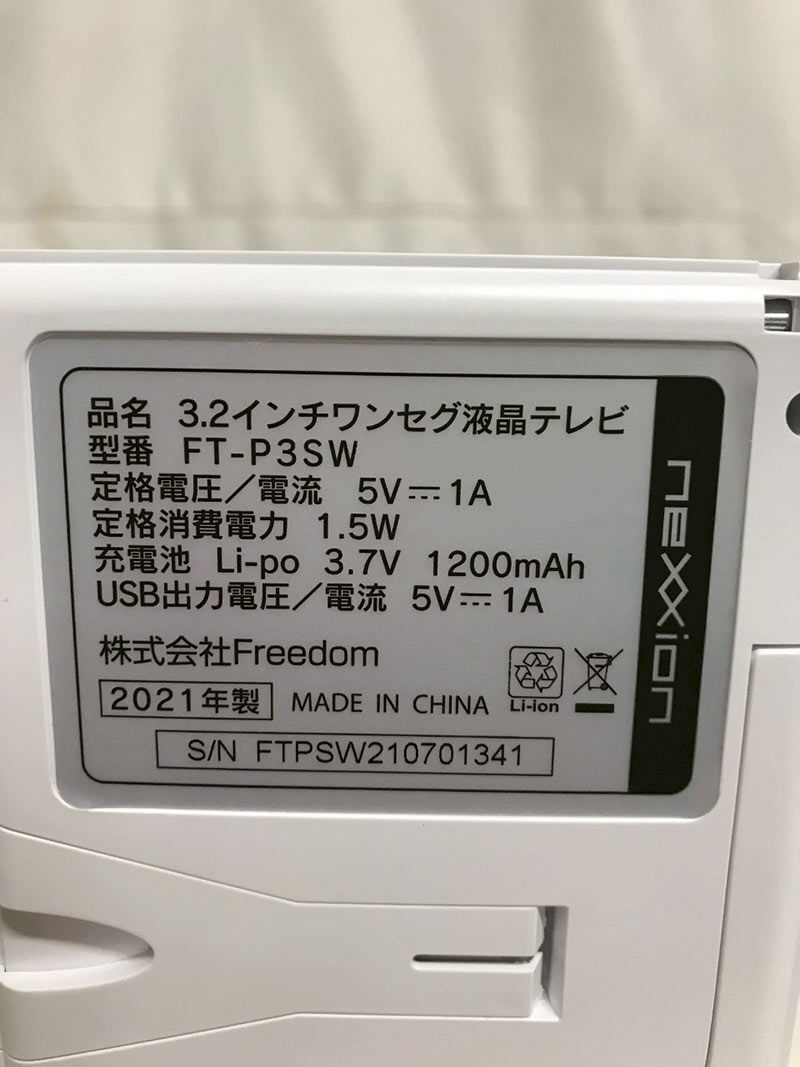 品名 3.2インチワンセグ液晶テレビ
型番 FT-P3SW
定格電圧／電流 5V⎓1A
定格消費電力 1.5W
充電池 Li-po 3.7V 1200mAh
USB出力電圧／電流 5V⎓1A
株式会社Freedom
2021年製 MADE IN CHINA
Li-ion
S/N FTPSW210701341
nexxion